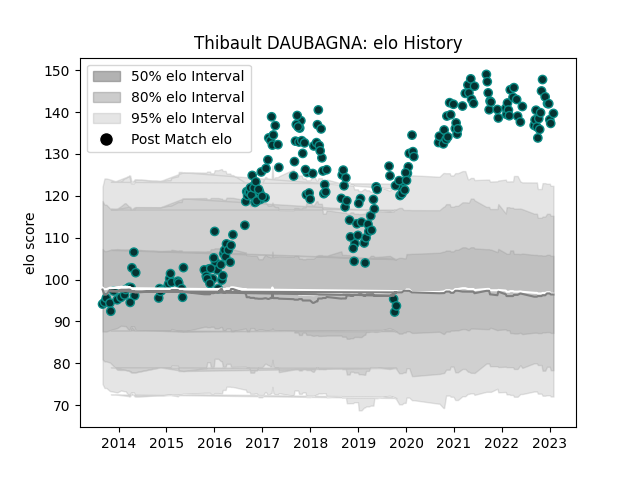 Thibault DAUBAGNA: elo History
50% elo Interval
80% elo Interval
95% elo Interval
Post Match elo
elo score
150
140
130
120
110
100
90
80
70
2014 2015 2016 2017 2018 2019 2020 2021 2022 2023